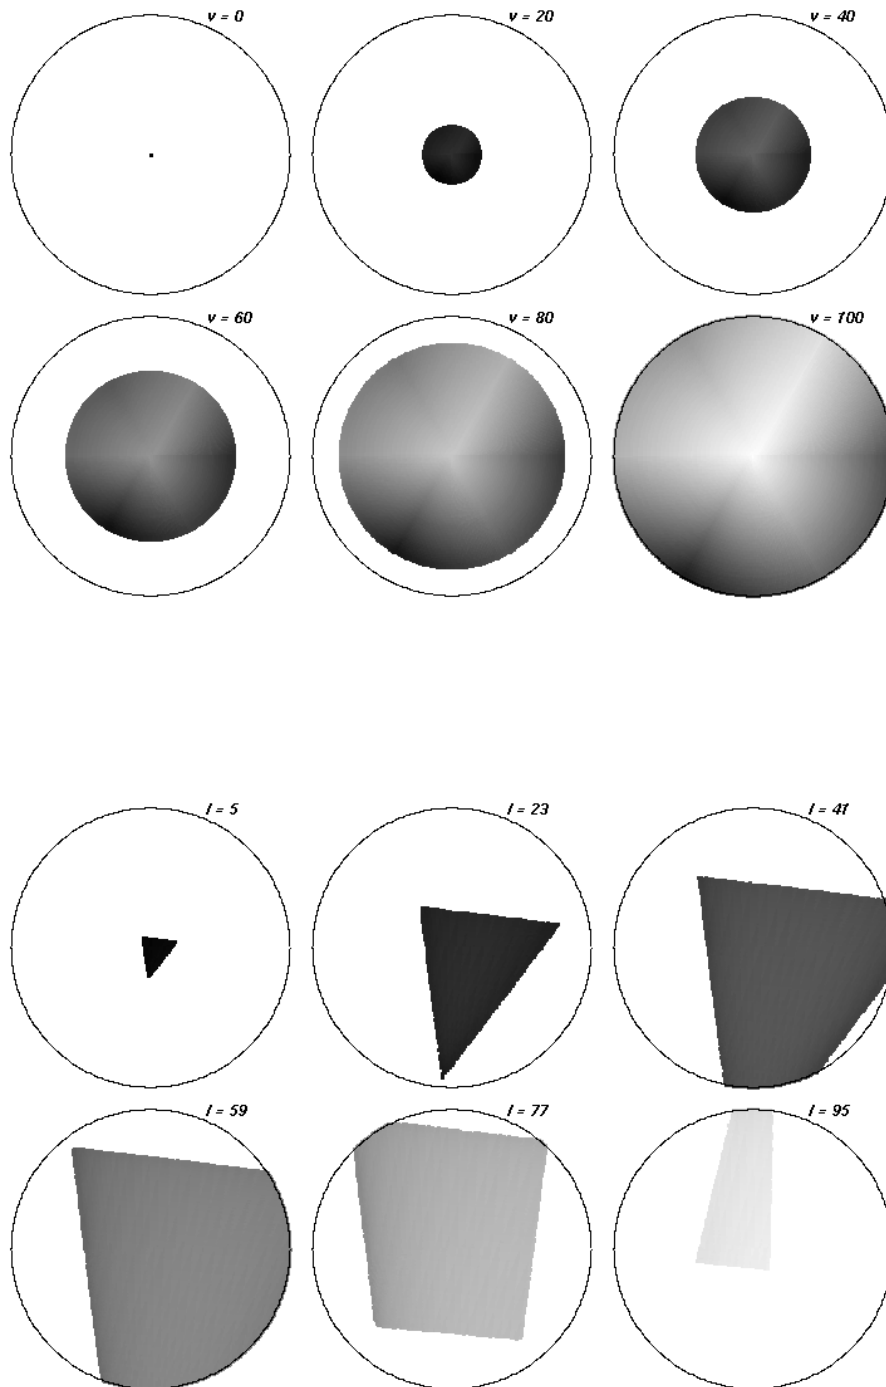 v = 0
v = 20
v = 40
v = 60
v = 80
v = 100
l = 5
l = 23
l = 41
l = 59
l = 77
l = 95